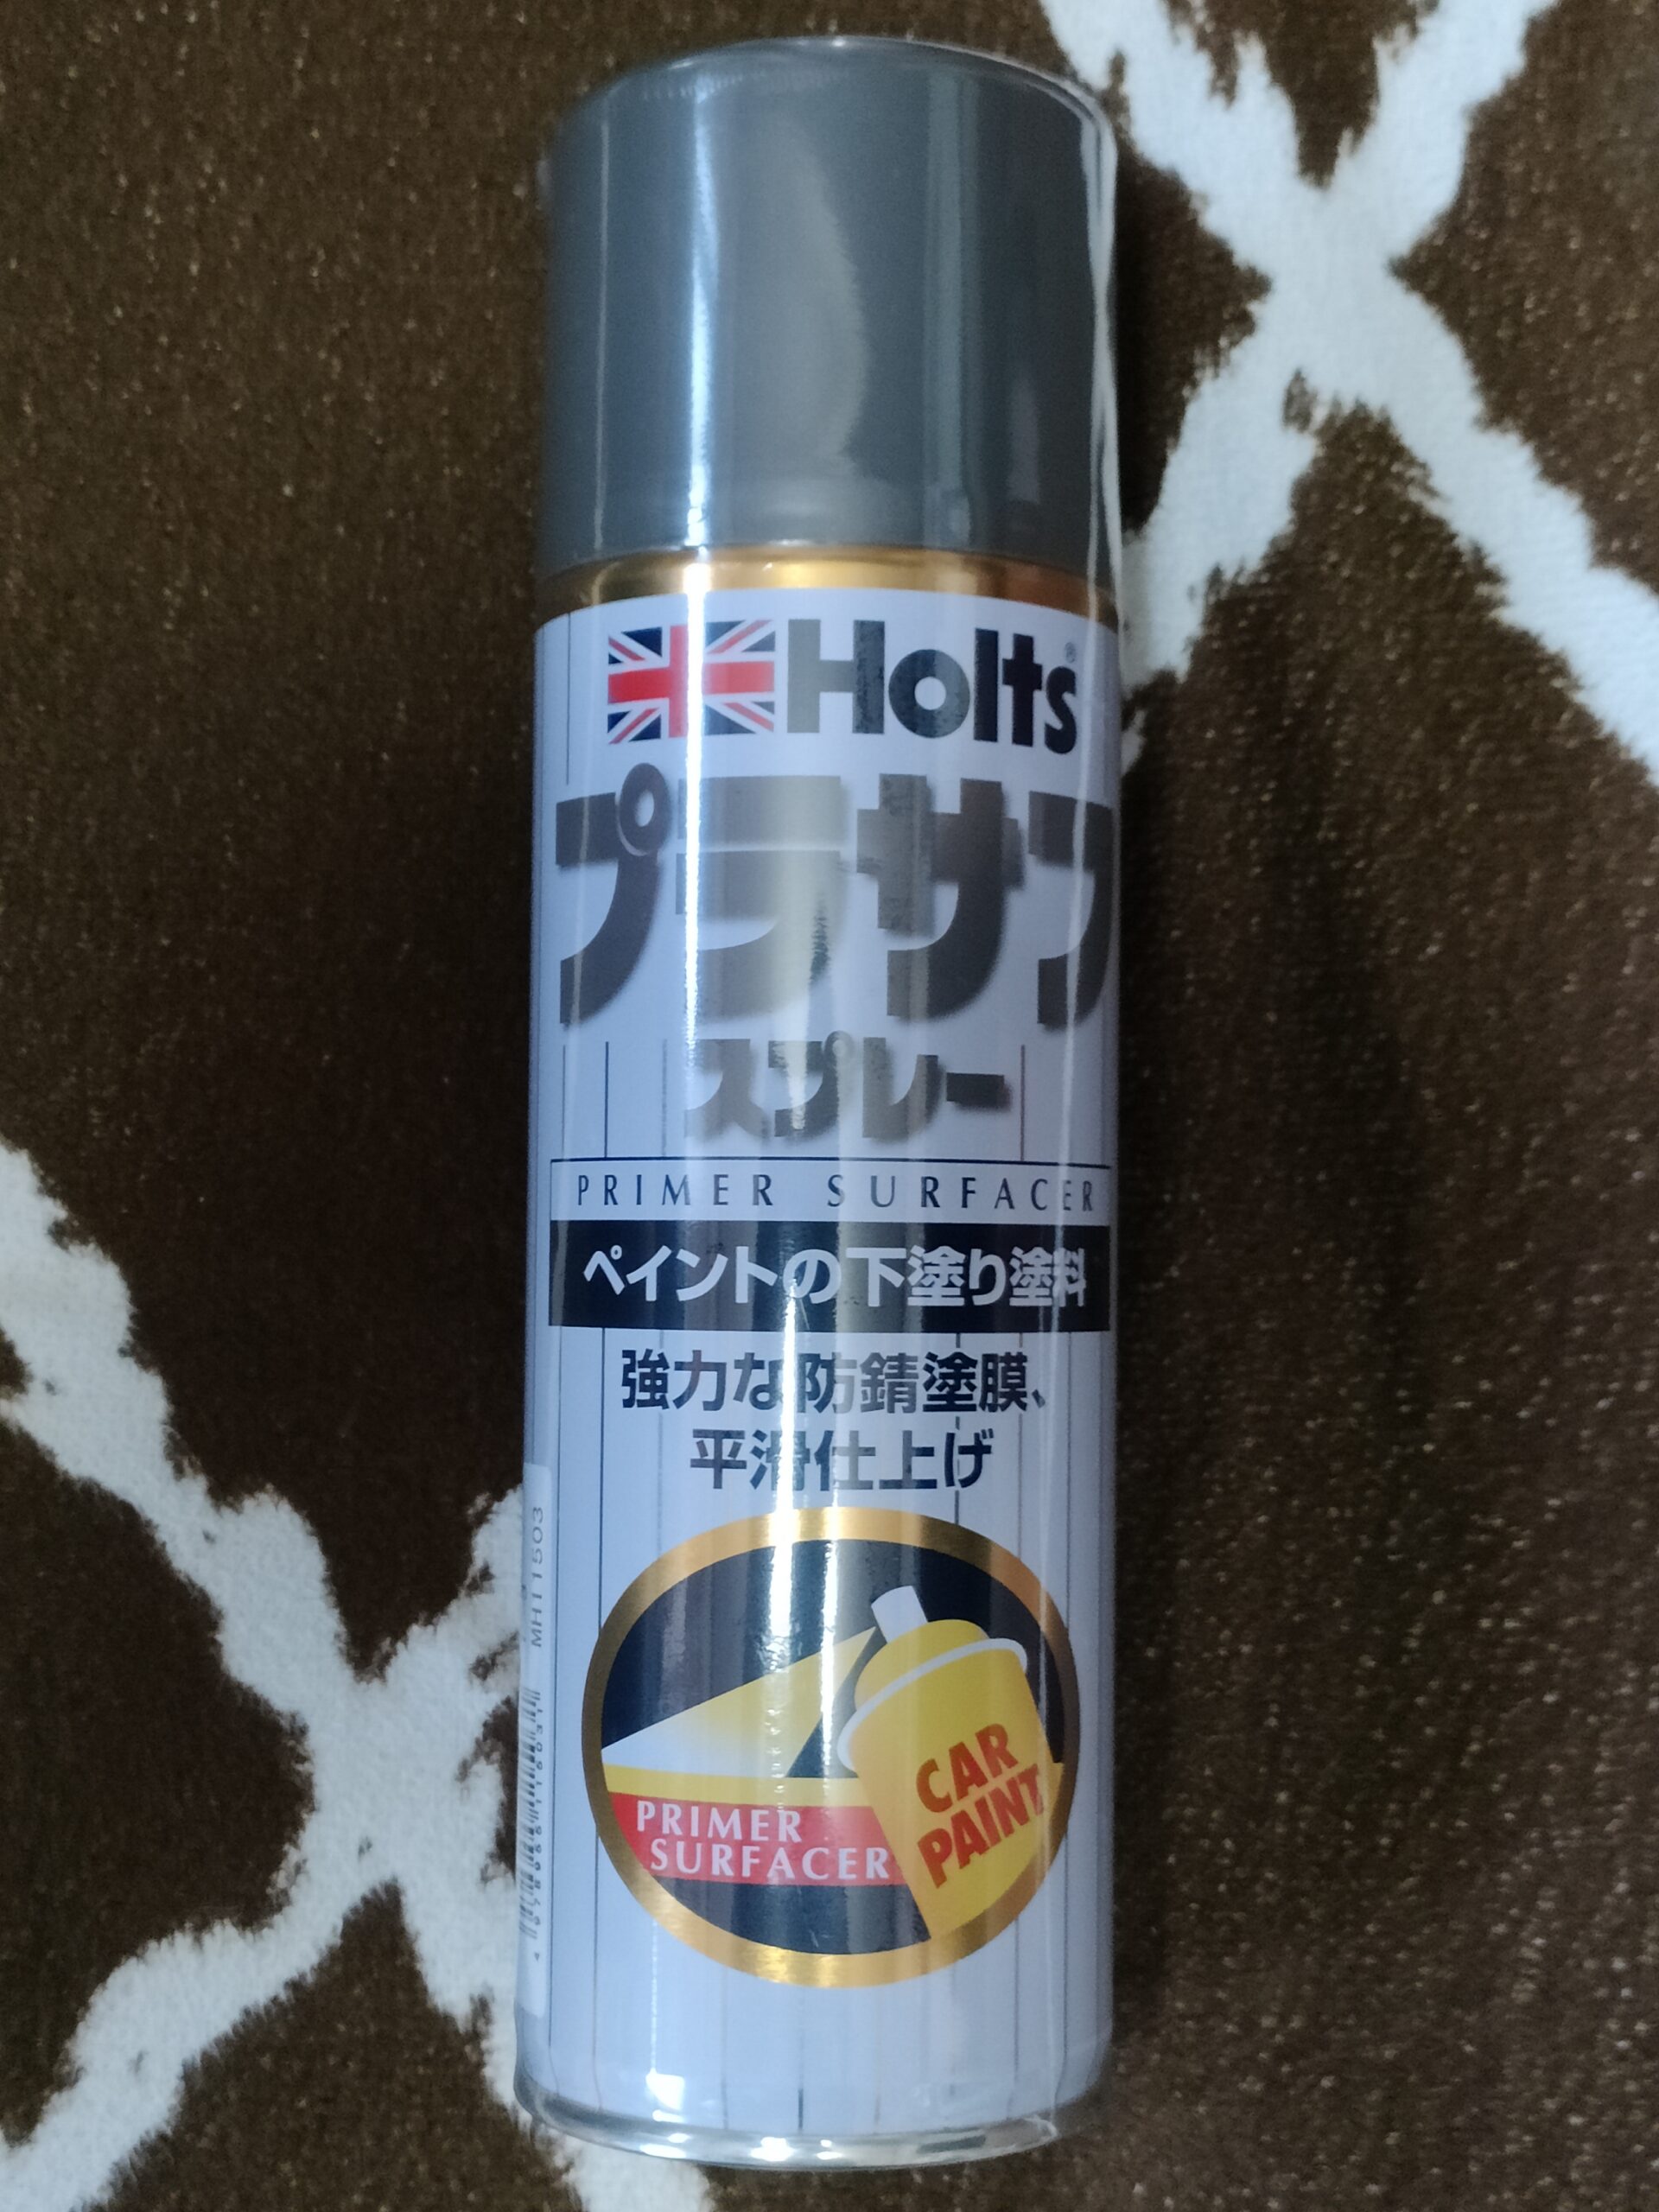 Holts®
プラサフ
スプレー
PRIMER SURFACER
ペイントの下塗り塗料
強力な防錆塗膜、
平滑仕上げ
CAR
PAINT
PRIMER
SURFACER
MH11503